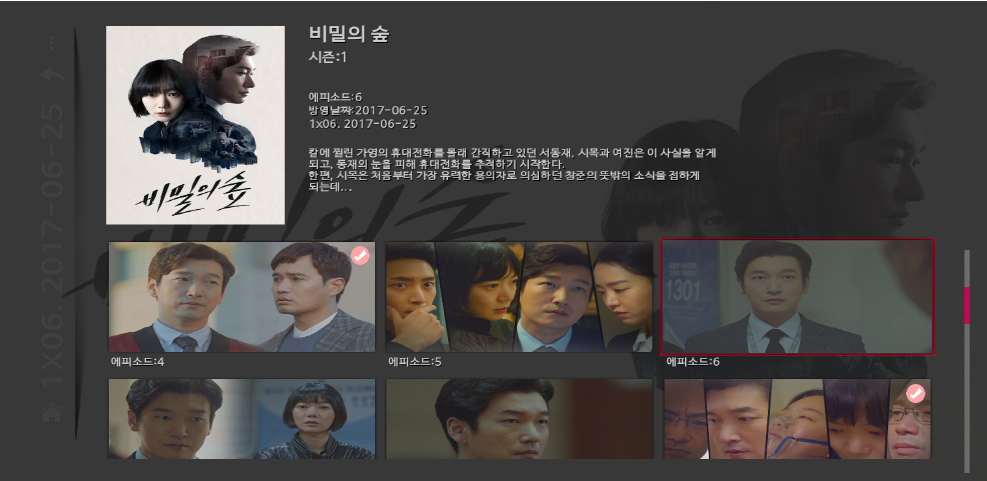 비밀의 숲
시즌:1
에피소드:6
방영날짜:2017-06-25
1x06. 2017-06-25
칼에 찔린 가영의 휴대전화를 몰래 간직하고 있던 서동재, 시목과 여진은 이 사실을 알게
되고, 동재의 눈을 피해 휴대전화를 추적하기 시작한다.
한편, 시목은 처음부터 가장 유력한 용의자로 의심하던 창준의 뜻밖의 소식을 접하게
되는데...
비밀의 숲
1X06. 2017-06-25
1301
에피소드:4
에피소드:5
에피소드:6